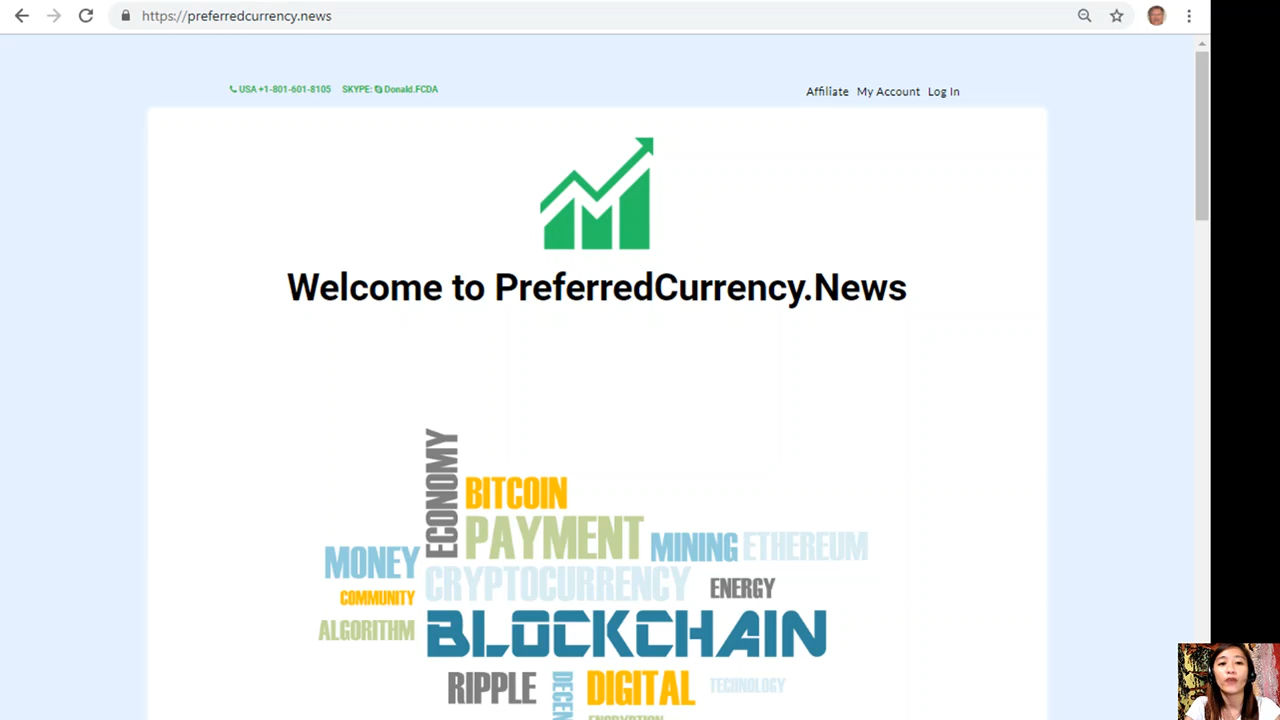 https://preferredcurrency.news
USA +1-801-601-8105 SKYPE: Donald.FCDA
Affiliate My Account Log In
Welcome to PreferredCurrency.News
ECONOMY
BITCOIN
PAYMENT
MONEY
MINING ETHEREUM
CRYPTOCURRENCY
ENERGY
COMMUNITY
ALGORITHM
BLOCKCHAIN
RIPPLE
DIGITAL
TECHNOLOGY